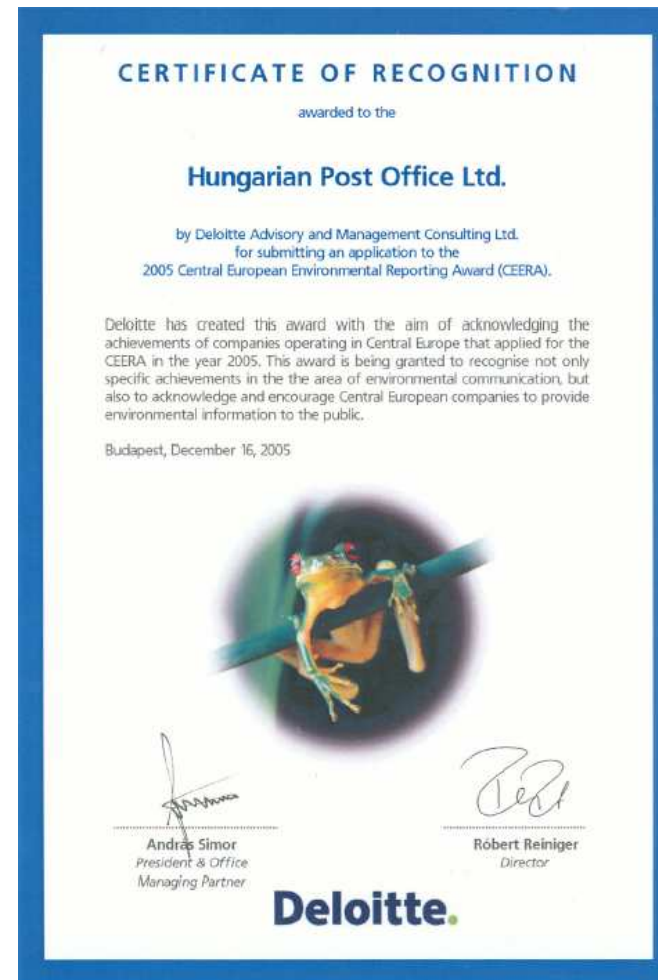 CERTIFICATE OF RECOGNITION
awarded to the
Hungarian Post Office Ltd.
by Deloitte Advisory and Management Consulting Ltd.
for submitting an application to the
2005 Central European Environmental Reporting Award (CEERA).
Deloitte has created this award with the aim of acknowledging the
achievements of companies operating in Central Europe that applied for the
CEERA in the year 2005. This award is being granted to recognise not only
specific achievements in the the area of environmental communication, but
also to acknowledge and encourage Central European companies to provide
environmental information to the public.
Budapest, December 16, 2005
András Simor
President & Office
Managing Partner
Róbert Reiniger
Director
Deloitte.